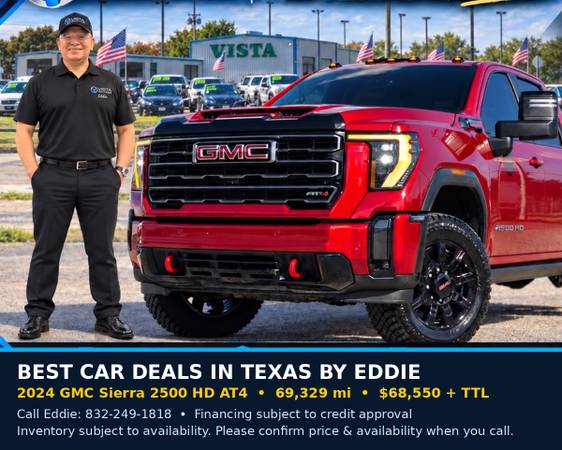 VISTA
GMC
AT4
2500 HD
BEST CAR DEALS IN TEXAS BY EDDIE
2024 GMC Sierra 2500 HD AT4 • 69,329 mi • $68,550 + TTL
Call Eddie: 832-249-1818 • Financing subject to credit approval
Inventory subject to availability. Please confirm price & availability when you call.